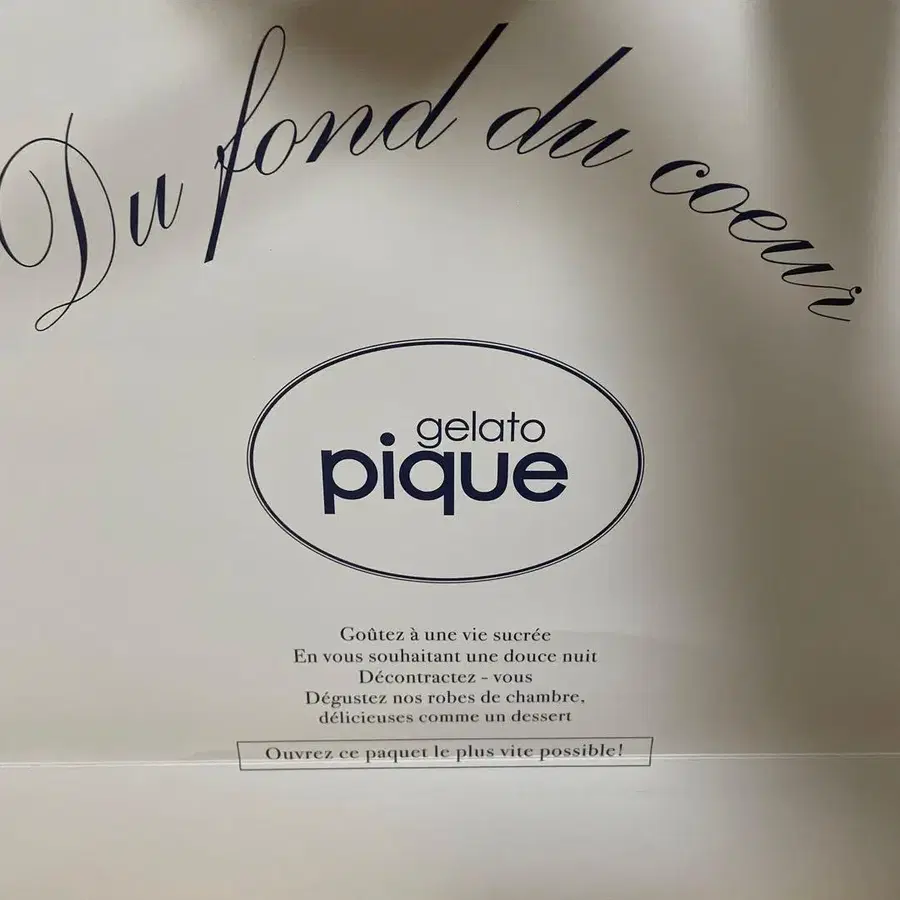 Du fond du coeur
gelato
pique
Goûtez à une vie sucrée
En vous souhaitant une douce nuit
Décontractez - vous
Dégustez nos robes de chambre,
délicieuses comme un dessert
Ouvrez ce paquet le plus vite possible!